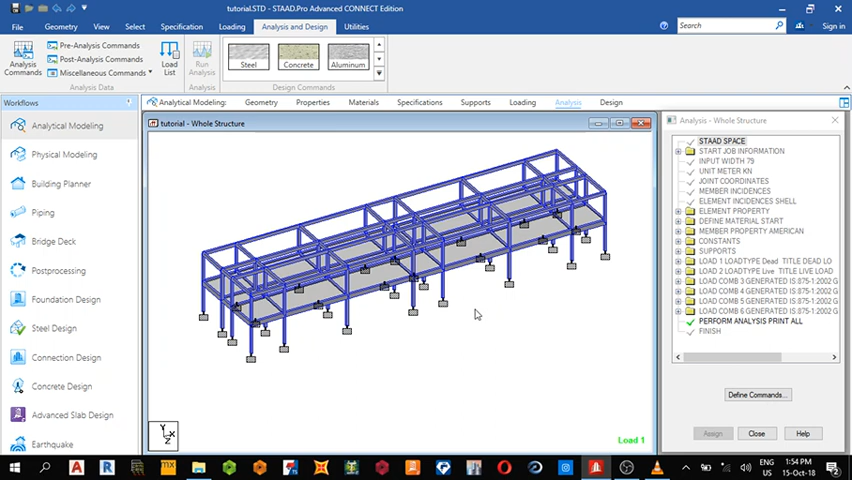 tutorial.STD - STAAD.Pro Advanced CONNECT Edition
File Geometry View Select Specification Loading Analysis and Design Utilities
Search
Sign in
Analysis
Commands
Pre-Analysis Commands
Post-Analysis Commands
Miscellaneous Commands
Load
List
Run
Analysis
Steel
Concrete
Aluminum
Analysis Data
Analysis
Design Commands
Workflows
Analytical Modeling: Geometry Properties Materials Specifications Supports Loading Analysis Design
Analytical Modeling
Physical Modeling
Building Planner
Piping
Bridge Deck
Postprocessing
Foundation Design
Steel Design
Connection Design
Concrete Design
Advanced Slab Design
Earthquake
tutorial - Whole Structure
Y
X
Z
Load 1
Analysis - Whole Structure
STAAD SPACE
START JOB INFORMATION
INPUT WIDTH 79
UNIT METER KN
JOINT COORDINATES
MEMBER INCIDENCES
ELEMENT INCIDENCES SHELL
ELEMENT PROPERTY
DEFINE MATERIAL START
MEMBER PROPERTY AMERICAN
CONSTANTS
SUPPORTS
LOAD 1 LOADTYPE Dead TITLE DEAD LO
LOAD 2 LOADTYPE Live TITLE LIVE LOAD
LOAD COMB 3 GENERATED IS:875-1:2002 G
LOAD COMB 4 GENERATED IS:875-1:2002 G
LOAD COMB 5 GENERATED IS:875-1:2002 G
LOAD COMB 6 GENERATED IS:875-1:2002 G
PERFORM ANALYSIS PRINT ALL
FINISH
Define Commands...
Assign
Close
Help
ENG
US
1:54 PM
15-Oct-18